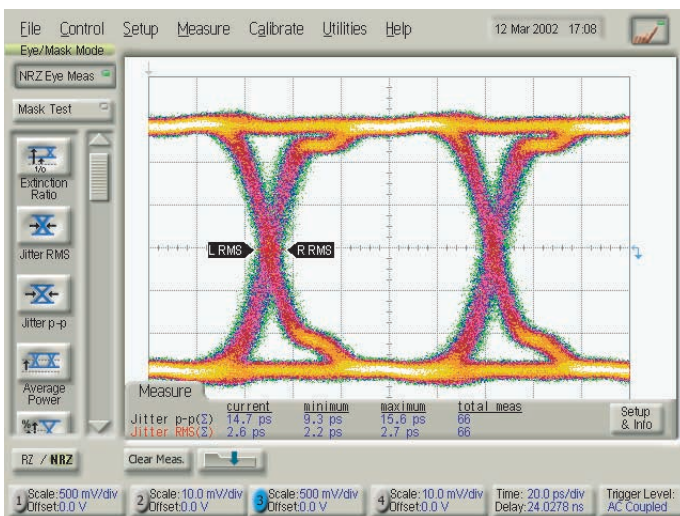 File Control Setup Measure Calibrate Utilities Help 12 Mar 2002 17:08
Eye/Mask Mode
NRZ Eye Meas
Mask Test
1/0
Extinction
Ratio
Jitter RMS
Jitter p-p
Average
Power
L RMS R RMS
Measure
current minimum maximum total meas
Jitter p-p(Σ) 14.7 ps 9.3 ps 15.6 ps 66
Jitter RMS(Σ) 2.6 ps 2.2 ps 2.7 ps 66
Setup
& Info
RZ / NRZ
Clear Meas.
1 Scale:500 mV/div
Offset:0.0 V
2 Scale:10.0 mV/div
Offset:0.0 V
3 Scale:500 mV/div
Offset:0.0 V
4 Scale:10.0 mV/div
Offset:0.0 V
Time: 20.0 ps/div
Delay:24.0278 ns
Trigger Level:
AC Coupled